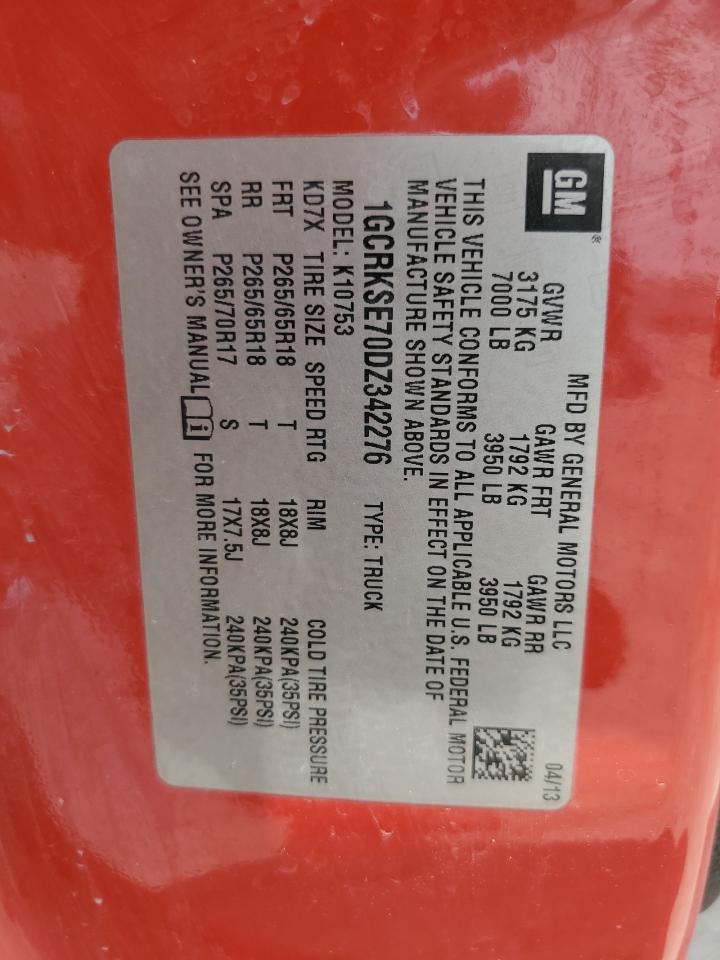 GM®
MFD BY GENERAL MOTORS LLC 04/13
GVWR GAWR FRT GAWR RR
3175 KG 1792 KG 1792 KG
7000 LB 3950 LB 3950 LB
THIS VEHICLE CONFORMS TO ALL APPLICABLE U.S. FEDERAL MOTOR
VEHICLE SAFETY STANDARDS IN EFFECT ON THE DATE OF
MANUFACTURE SHOWN ABOVE.
1GCRKSE70DZ342276 TYPE: TRUCK
MODEL: K10753
KD7X TIRE SIZE SPEED RTG RIM COLD TIRE PRESSURE
FRT P265/65R18 T 18X8J 240KPA(35PSI)
RR P265/65R18 T 18X8J 240KPA(35PSI)
SPA P265/70R17 S 17X7.5J 240KPA(35PSI)
SEE OWNER'S MANUAL i FOR MORE INFORMATION.